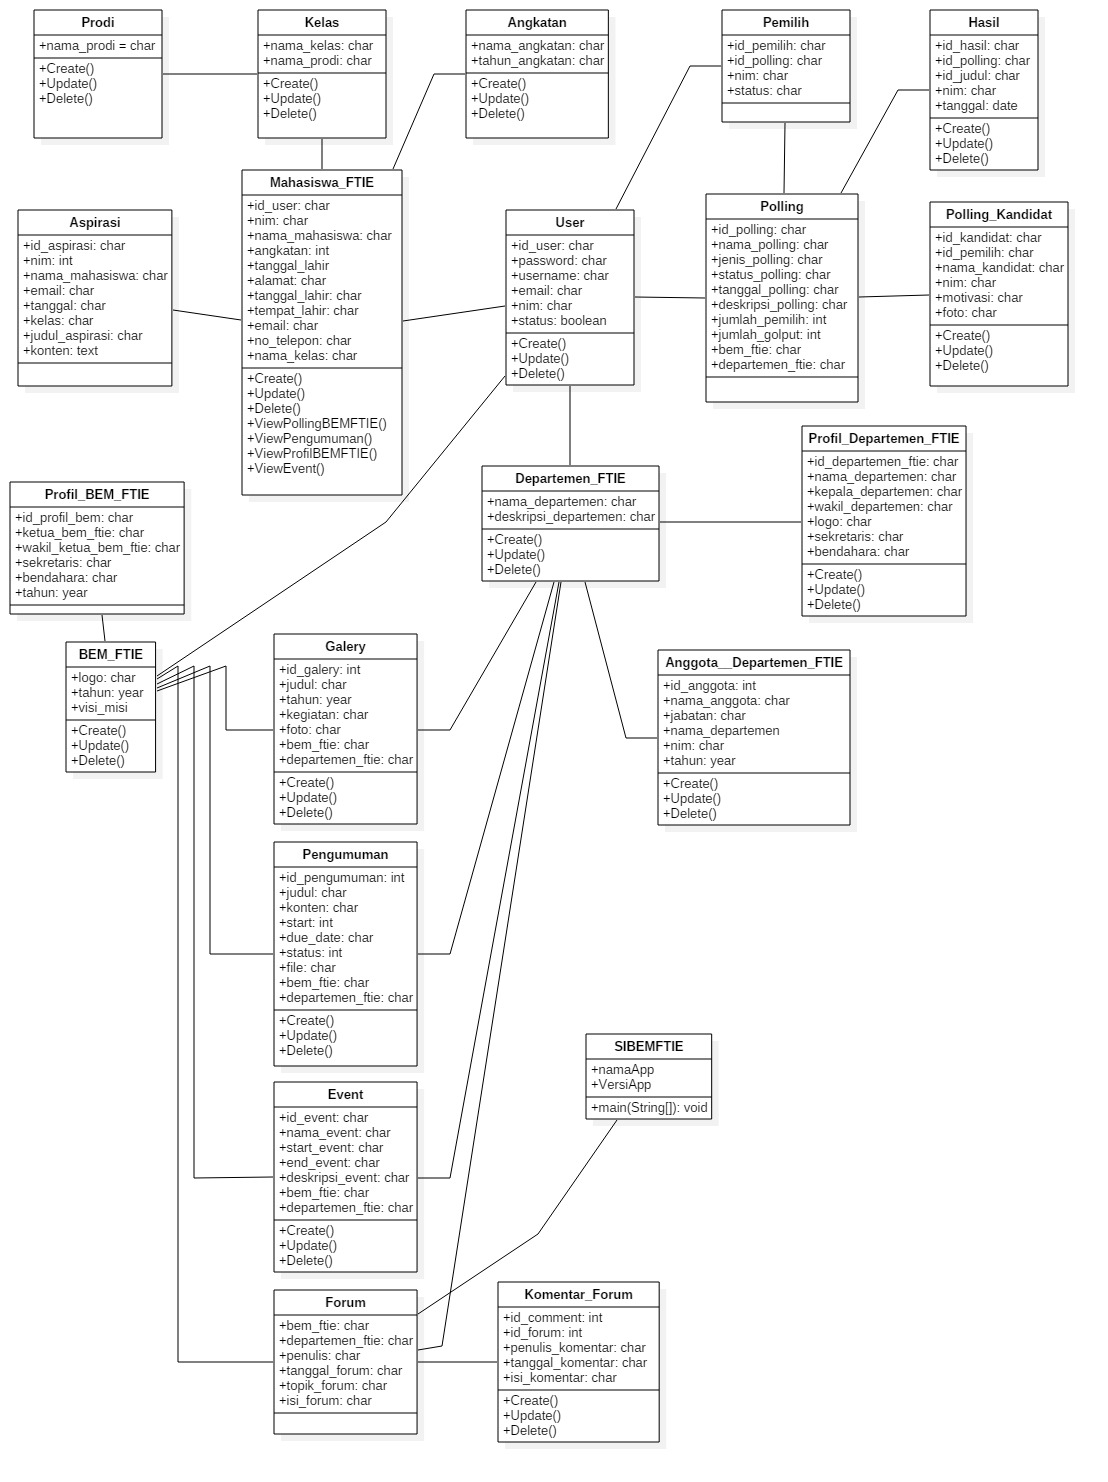 Prodi
+nama_prodi = char
+Create()
+Update()
+Delete()
Kelas
+nama_kelas: char
+nama_prodi: char
+Create()
+Update()
+Delete()
Angkatan
+nama_angkatan: char
+tahun_angkatan: char
+Create()
+Update()
+Delete()
Pemilih
+id_pemilih: char
+id_polling: char
+nim: char
+status: char
Hasil
+id_hasil: char
+id_polling: char
+id_judul: char
+nim: char
+tanggal: date
+Create()
+Update()
+Delete()
Aspirasi
+id_aspirasi: char
+nim: int
+nama_mahasiswa: char
+email: char
+tanggal: char
+kelas: char
+judul_aspirasi: char
+konten: text
Mahasiswa_FTIE
+id_user: char
+nim: char
+nama_mahasiswa: char
+angkatan: int
+tanggal_lahir
+alamat: char
+tanggal_lahir: char
+tempat_lahir: char
+email: char
+no_telepon: char
+nama_kelas: char
+Create()
+Update()
+Delete()
+ViewPollingBEMFTIE()
+ViewPengumuman()
+ViewProfilBEMFTIE()
+ViewEvent()
User
+id_user: char
+password: char
+username: char
+email: char
+nim: char
+status: boolean
+Create()
+Update()
+Delete()
Polling
+id_polling: char
+nama_polling: char
+jenis_polling: char
+status_polling: char
+tanggal_polling: char
+deskripsi_polling: char
+jumlah_pemilih: int
+jumlah_golput: int
+bem_ftie: char
+departemen_ftie: char
Polling_Kandidat
+id_kandidat: char
+id_pemilih: char
+nama_kandidat: char
+nim: char
+motivasi: char
+foto: char
+Create()
+Update()
+Delete()
Profil_BEM_FTIE
+id_profil_bem: char
+ketua_bem_ftie: char
+wakil_ketua_bem_ftie: char
+sekretaris: char
+bendahara: char
+tahun: year
Departemen_FTIE
+nama_departemen: char
+deskripsi_departemen: char
+Create()
+Update()
+Delete()
Profil_Departemen_FTIE
+id_departemen_ftie: char
+nama_departemen: char
+kepala_departemen: char
+wakil_departemen: char
+logo: char
+sekretaris: char
+bendahara: char
+Create()
+Update()
+Delete()
BEM_FTIE
+logo: char
+tahun: year
+visi_misi
+Create()
+Update()
+Delete()
Galery
+id_galery: int
+judul: char
+tahun: year
+kegiatan: char
+foto: char
+bem_ftie: char
+departemen_ftie: char
+Create()
+Update()
+Delete()
Anggota__Departemen_FTIE
+id_anggota: int
+nama_anggota: char
+jabatan: char
+nama_departemen
+nim: char
+tahun: year
+Create()
+Update()
+Delete()
Pengumuman
+id_pengumuman: int
+judul: char
+konten: char
+start: int
+due_date: char
+status: int
+file: char
+bem_ftie: char
+departemen_ftie: char
+Create()
+Update()
+Delete()
SIBEMFTIE
+namaApp
+VersiApp
+main(String[]): void
Event
+id_event: char
+nama_event: char
+start_event: char
+end_event: char
+deskripsi_event: char
+bem_ftie: char
+departemen_ftie: char
+Create()
+Update()
+Delete()
Forum
+bem_ftie: char
+departemen_ftie: char
+penulis: char
+tanggal_forum: char
+topik_forum: char
+isi_forum: char
Komentar_Forum
+id_comment: int
+id_forum: int
+penulis_komentar: char
+tanggal_komentar: char
+isi_komentar: char
+Create()
+Update()
+Delete()